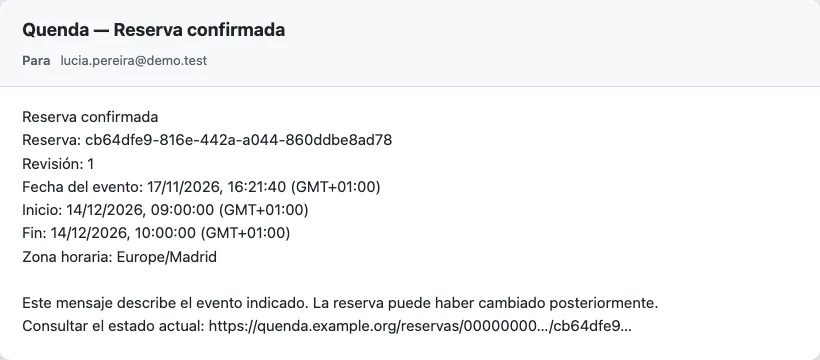 Quenda — Reserva confirmada
Para lucia.pereira@demo.test
Reserva confirmada
Reserva: cb64dfe9-816e-442a-a044-860ddbe8ad78
Revisión: 1
Fecha del evento: 17/11/2026, 16:21:40 (GMT+01:00)
Inicio: 14/12/2026, 09:00:00 (GMT+01:00)
Fin: 14/12/2026, 10:00:00 (GMT+01:00)
Zona horaria: Europe/Madrid
Este mensaje describe el evento indicado. La reserva puede haber cambiado posteriormente.
Consultar el estado actual: https://quenda.example.org/reservas/00000000…/cb64dfe9…